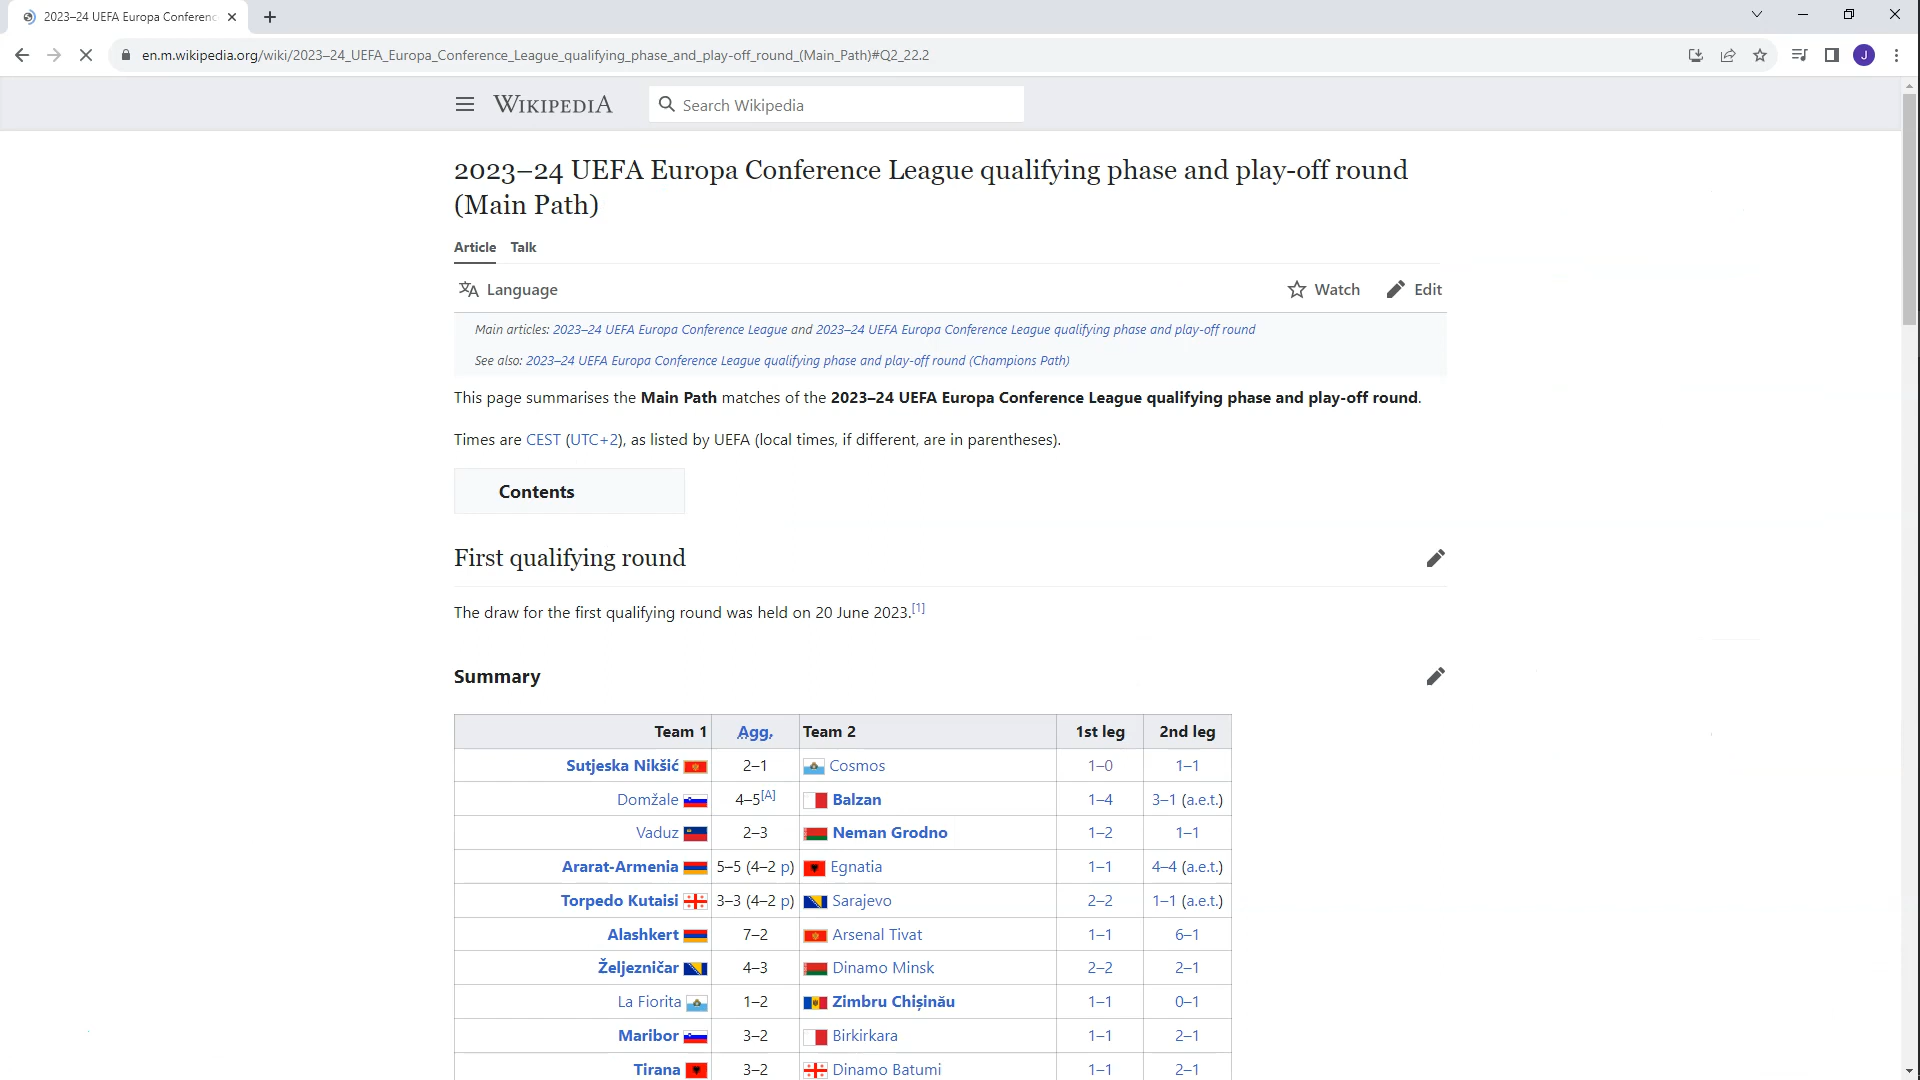 2023–24 UEFA Europa Conferenc
en.m.wikipedia.org/wiki/2023–24_UEFA_Europa_Conference_League_qualifying_phase_and_play-off_round_(Main_Path)#Q2_22.2
J
WIKIPEDIA
Search Wikipedia
2023–24 UEFA Europa Conference League qualifying phase and play-off round
(Main Path)
Article Talk
Language Watch Edit
Main articles: 2023–24 UEFA Europa Conference League and 2023–24 UEFA Europa Conference League qualifying phase and play-off round
See also: 2023–24 UEFA Europa Conference League qualifying phase and play-off round (Champions Path)
This page summarises the Main Path matches of the 2023–24 UEFA Europa Conference League qualifying phase and play-off round.
Times are CEST (UTC+2), as listed by UEFA (local times, if different, are in parentheses).
Contents
First qualifying round
The draw for the first qualifying round was held on 20 June 2023.[1]
Summary
Team 1 Agg. Team 2 1st leg 2nd leg
Sutjeska Nikšić 2–1 Cosmos 1–0 1–1
Domžale 4–5[A] Balzan 1–4 3–1 (a.e.t.)
Vaduz 2–3 Neman Grodno 1–2 1–1
Ararat-Armenia 5–5 (4–2 p) Egnatia 1–1 4–4 (a.e.t.)
Torpedo Kutaisi 3–3 (4–2 p) Sarajevo 2–2 1–1 (a.e.t.)
Alashkert 7–2 Arsenal Tivat 1–1 6–1
Željezničar 4–3 Dinamo Minsk 2–2 2–1
La Fiorita 1–2 Zimbru Chișinău 1–1 0–1
Maribor 3–2 Birkirkara 1–1 2–1
Tirana 3–2 Dinamo Batumi 1–1 2–1